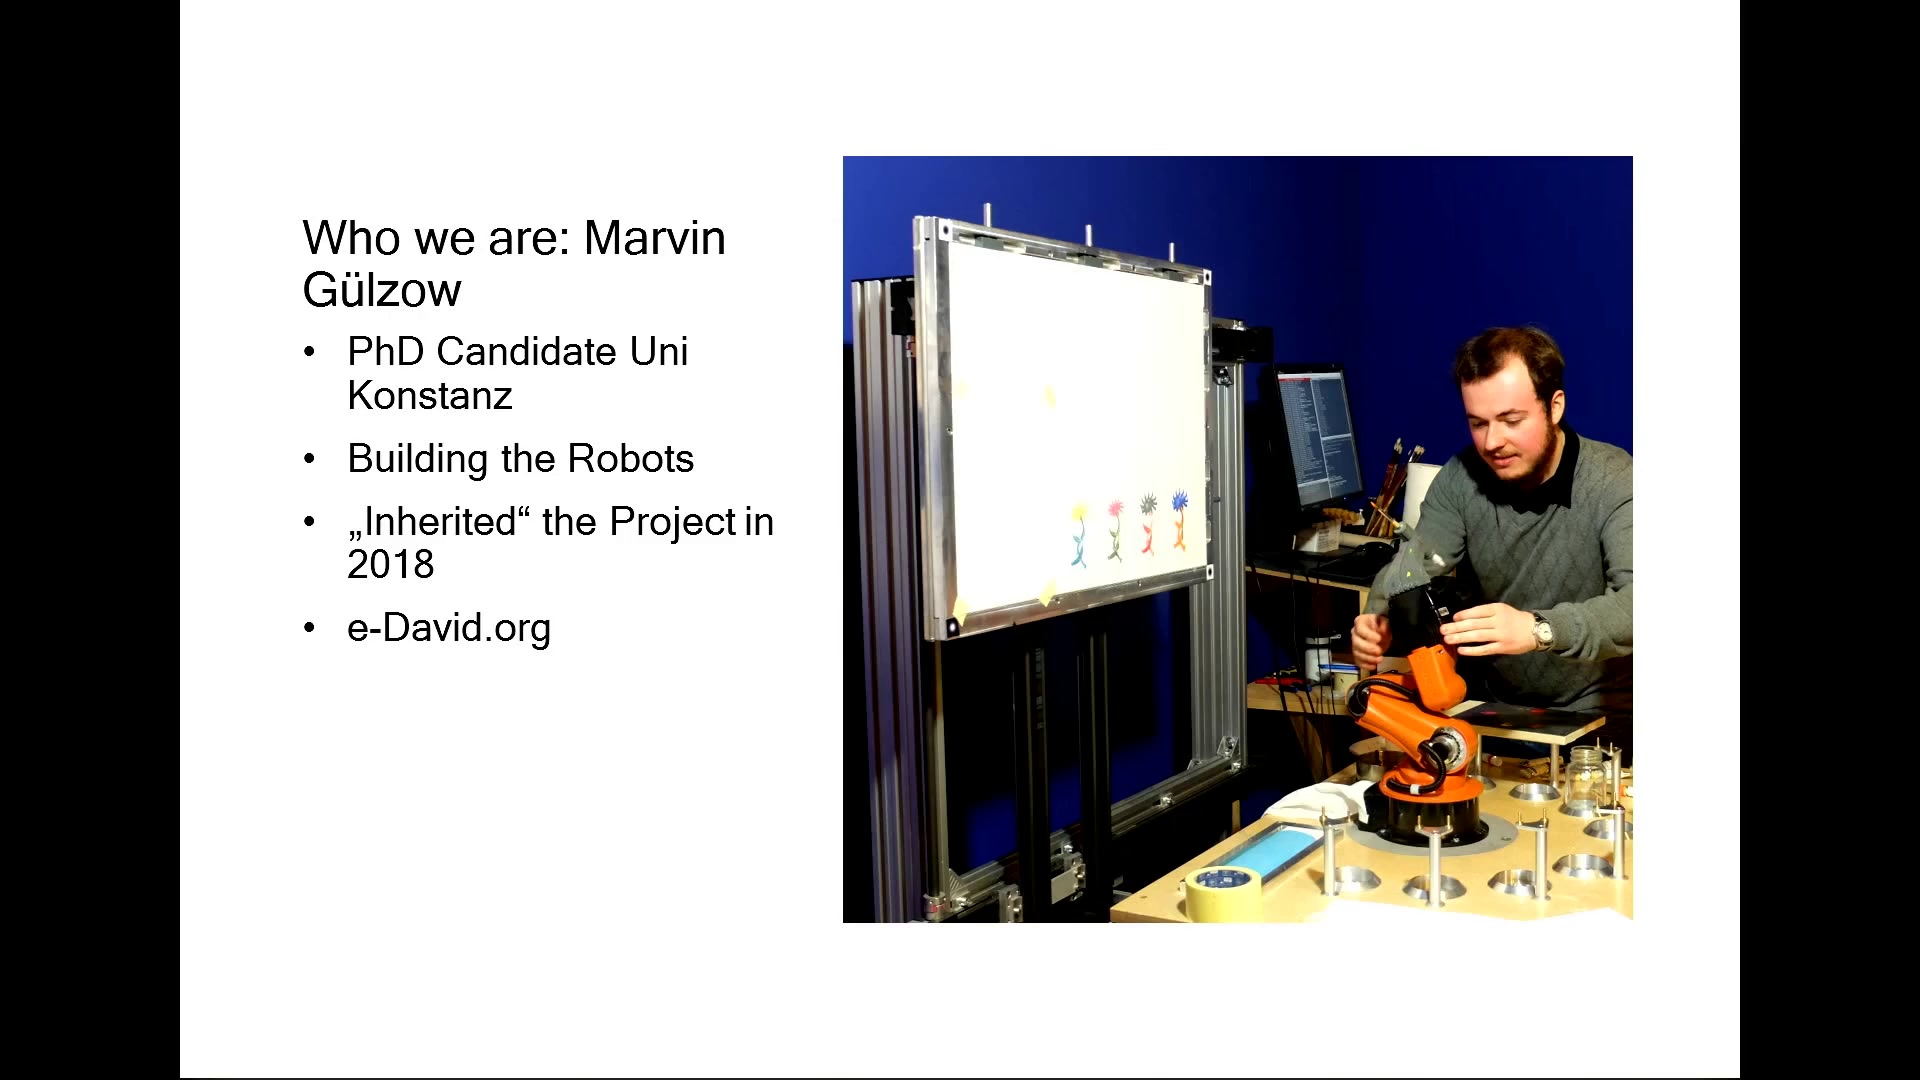 Who we are: Marvin
Gülzow
• PhD Candidate Uni
Konstanz
• Building the Robots
• „Inherited“ the Project in
2018
• e-David.org